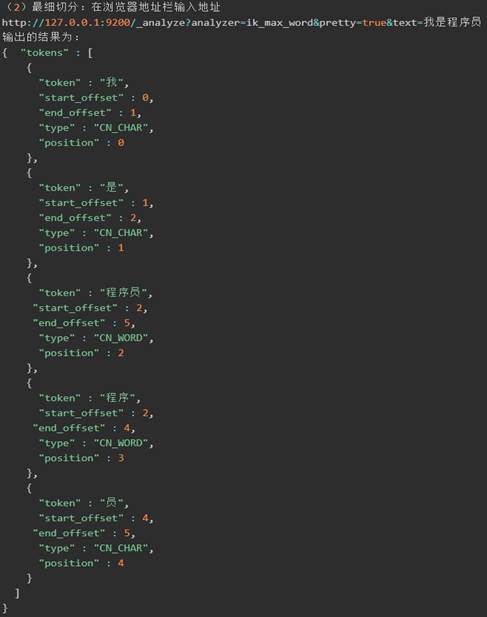 （2）最细切分：在浏览器地址栏输入地址
http://127.0.0.1:9200/_analyze?analyzer=ik_max_word&pretty=true&text=我是程序员
输出的结果为：
{  "tokens" : [
    {
      "token" : "我",
      "start_offset" : 0,
      "end_offset" : 1,
      "type" : "CN_CHAR",
      "position" : 0
    },
    {
      "token" : "是",
      "start_offset" : 1,
      "end_offset" : 2,
      "type" : "CN_CHAR",
      "position" : 1
    },
    {
      "token" : "程序员",
     "start_offset" : 2,
     "end_offset" : 5,
      "type" : "CN_WORD",
      "position" : 2
    },
    {
      "token" : "程序",
      "start_offset" : 2,
     "end_offset" : 4,
      "type" : "CN_WORD",
      "position" : 3
    },
    {
      "token" : "员",
      "start_offset" : 4,
     "end_offset" : 5,
      "type" : "CN_CHAR",
      "position" : 4
    }
  ]
}